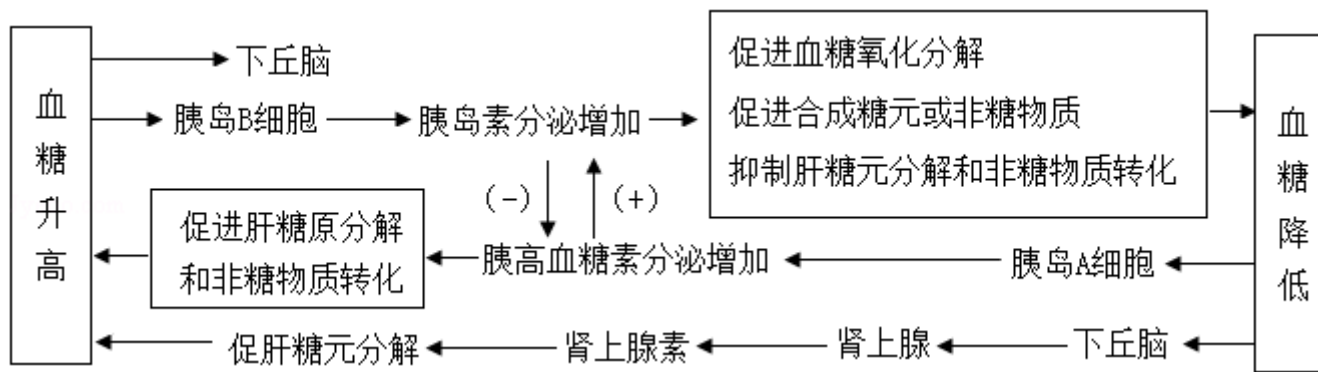 血糖升高
下丘脑
胰岛B细胞
胰岛素分泌增加
促进血糖氧化分解
促进合成糖元或非糖物质
抑制肝糖元分解和非糖物质转化
血糖降低
(-)
(+)
促进肝糖原分解
和非糖物质转化
胰高血糖素分泌增加
胰岛A细胞
促肝糖元分解
肾上腺素
肾上腺
下丘脑